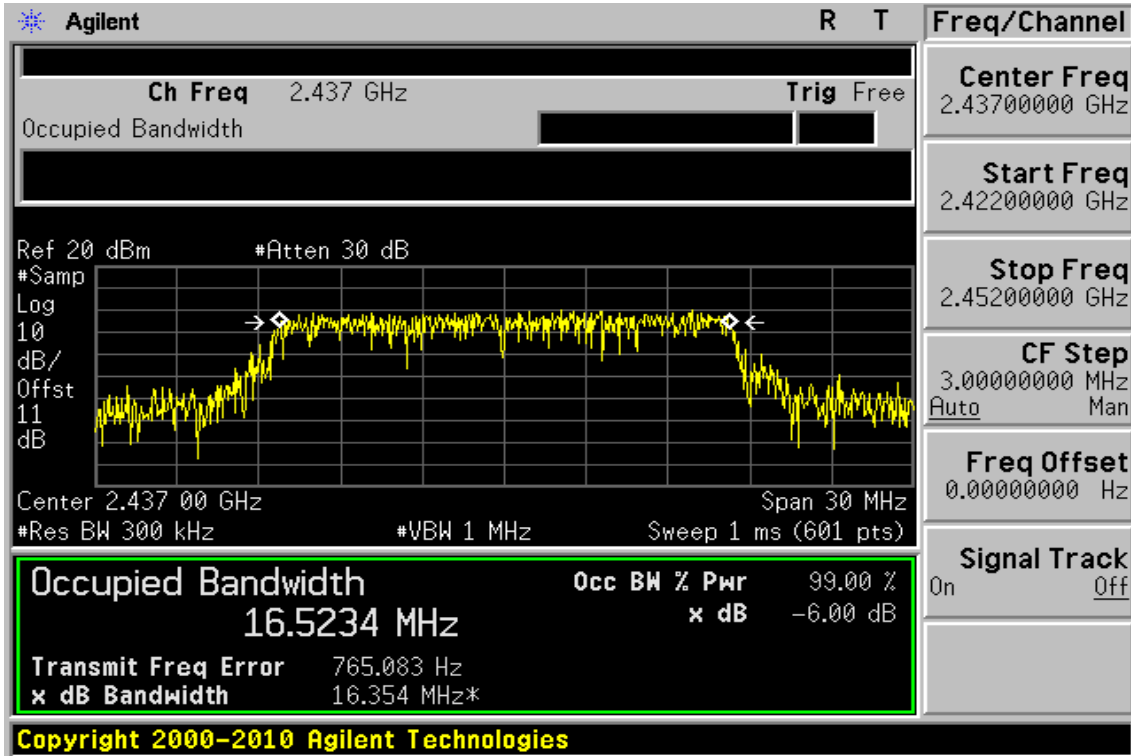 Agilent R T
Freq/Channel
Ch Freq 2.437 GHz Trig Free
Occupied Bandwidth
Center Freq
2.43700000 GHz
Start Freq
2.42200000 GHz
Stop Freq
2.45200000 GHz
CF Step
3.00000000 MHz
Auto Man
Freq Offset
0.00000000 Hz
Signal Track
On Off
Ref 20 dBm #Atten 30 dB
#Samp
Log
10
dB/
Offst
11
dB
Center 2.437 00 GHz Span 30 MHz
#Res BW 300 kHz #VBW 1 MHz Sweep 1 ms (601 pts)
Occupied Bandwidth
16.5234 MHz
Occ BW % Pwr 99.00 %
x dB -6.00 dB
Transmit Freq Error 765.083 Hz
x dB Bandwidth 16.354 MHz*
Copyright 2000-2010 Agilent Technologies